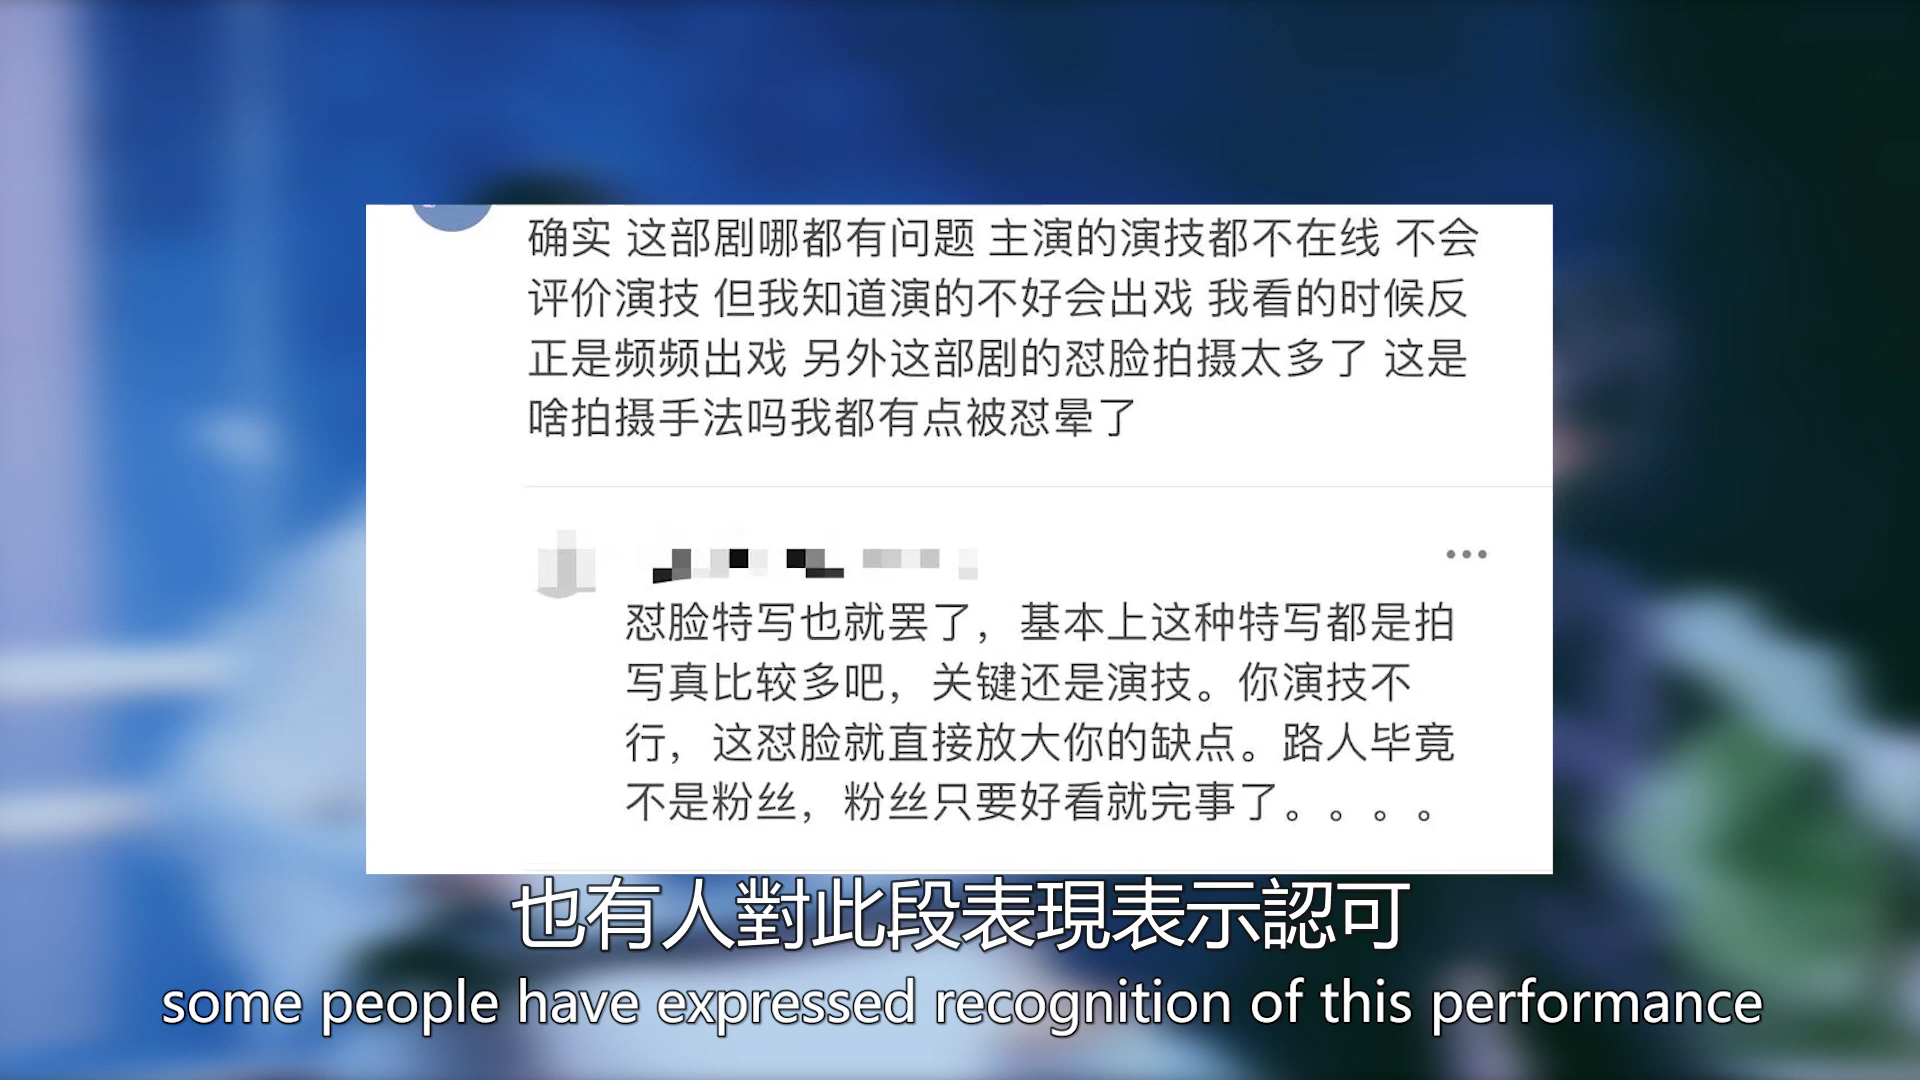 确实 这部剧哪都有问题 主演的演技都不在线 不会
评价演技 但我知道演的不好会出戏 我看的时候反
正是频频出戏 另外这部剧的怼脸拍摄太多了 这是
啥拍摄手法吗我都有点被怼晕了
怼脸特写也就罢了，基本上这种特写都是拍
写真比较多吧，关键还是演技。你演技不
行，这怼脸就直接放大你的缺点。路人毕竟
不是粉丝，粉丝只要好看就完事了。。。。
也有人對此段表現表示認可
some people have expressed recognition of this performance